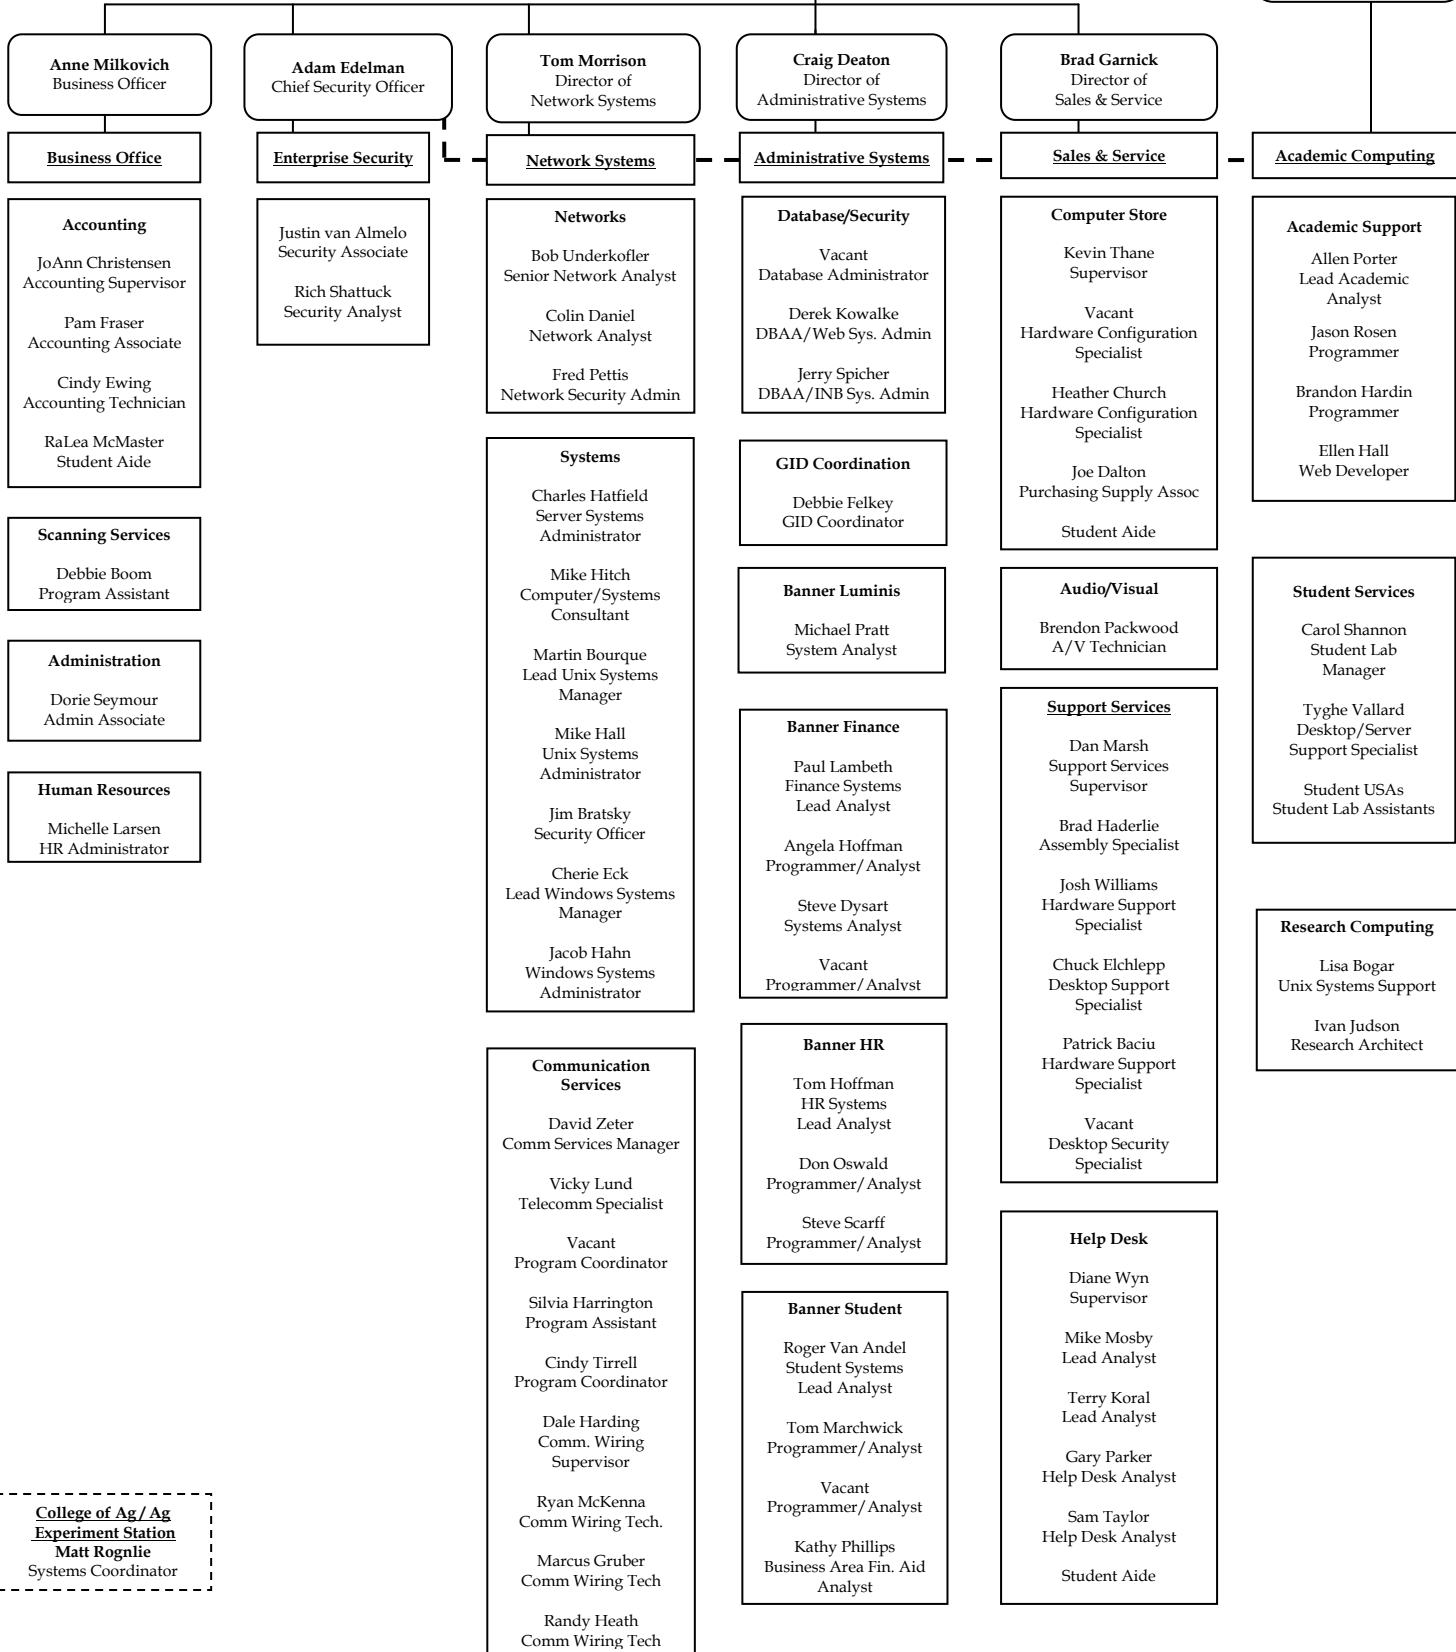 Anne Milkovich
Business Officer
Adam Edelman
Chief Security Officer
Tom Morrison
Director of
Network Systems
Craig Deaton
Director of
Administrative Systems
Brad Garnick
Director of
Sales & Service
Business Office
Enterprise Security
Network Systems
Administrative Systems
Sales & Service
Academic Computing
Accounting
JoAnn Christensen
Accounting Supervisor
Pam Fraser
Accounting Associate
Cindy Ewing
Accounting Technician
RaLea McMaster
Student Aide
Scanning Services
Debbie Boom
Program Assistant
Administration
Dorie Seymour
Admin Associate
Human Resources
Michelle Larsen
HR Administrator
College of Ag / Ag
Experiment Station
Matt Rognlie
Systems Coordinator
Justin van Almelo
Security Associate
Rich Shattuck
Security Analyst
Networks
Bob Underkofler
Senior Network Analyst
Colin Daniel
Network Analyst
Fred Pettis
Network Security Admin
Systems
Charles Hatfield
Server Systems
Administrator
Mike Hitch
Computer/Systems
Consultant
Martin Bourque
Lead Unix Systems
Manager
Mike Hall
Unix Systems
Administrator
Jim Bratsky
Security Officer
Cherie Eck
Lead Windows Systems
Manager
Jacob Hahn
Windows Systems
Administrator
Communication
Services
David Zeter
Comm Services Manager
Vicky Lund
Telecomm Specialist
Vacant
Program Coordinator
Silvia Harrington
Program Assistant
Cindy Tirrell
Program Coordinator
Dale Harding
Comm. Wiring
Supervisor
Ryan McKenna
Comm Wiring Tech.
Marcus Gruber
Comm Wiring Tech
Randy Heath
Comm Wiring Tech
Database/Security
Vacant
Database Administrator
Derek Kowalke
DBAA/Web Sys. Admin
Jerry Spicher
DBAA/INB Sys. Admin
GID Coordination
Debbie Felkey
GID Coordinator
Banner Luminis
Michael Pratt
System Analyst
Banner Finance
Paul Lambeth
Finance Systems
Lead Analyst
Angela Hoffman
Programmer/Analyst
Steve Dysart
Systems Analyst
Vacant
Programmer/Analyst
Banner HR
Tom Hoffman
HR Systems
Lead Analyst
Don Oswald
Programmer/Analyst
Steve Scarff
Programmer/Analyst
Banner Student
Roger Van Andel
Student Systems
Lead Analyst
Tom Marchwick
Programmer/Analyst
Vacant
Programmer/Analyst
Kathy Phillips
Business Area Fin. Aid
Analyst
Computer Store
Kevin Thane
Supervisor
Vacant
Hardware Configuration
Specialist
Heather Church
Hardware Configuration
Specialist
Joe Dalton
Purchasing Supply Assoc
Student Aide
Audio/Visual
Brendon Packwood
A/V Technician
Support Services
Dan Marsh
Support Services
Supervisor
Brad Haderlie
Assembly Specialist
Josh Williams
Hardware Support
Specialist
Chuck Elchlepp
Desktop Support
Specialist
Patrick Baciu
Hardware Support
Specialist
Vacant
Desktop Security
Specialist
Help Desk
Diane Wyn
Supervisor
Mike Mosby
Lead Analyst
Terry Koral
Lead Analyst
Gary Parker
Help Desk Analyst
Sam Taylor
Help Desk Analyst
Student Aide
Academic Support
Allen Porter
Lead Academic
Analyst
Jason Rosen
Programmer
Brandon Hardin
Programmer
Ellen Hall
Web Developer
Student Services
Carol Shannon
Student Lab
Manager
Tyghe Vallard
Desktop/Server
Support Specialist
Student USAs
Student Lab Assistants
Research Computing
Lisa Bogar
Unix Systems Support
Ivan Judson
Research Architect